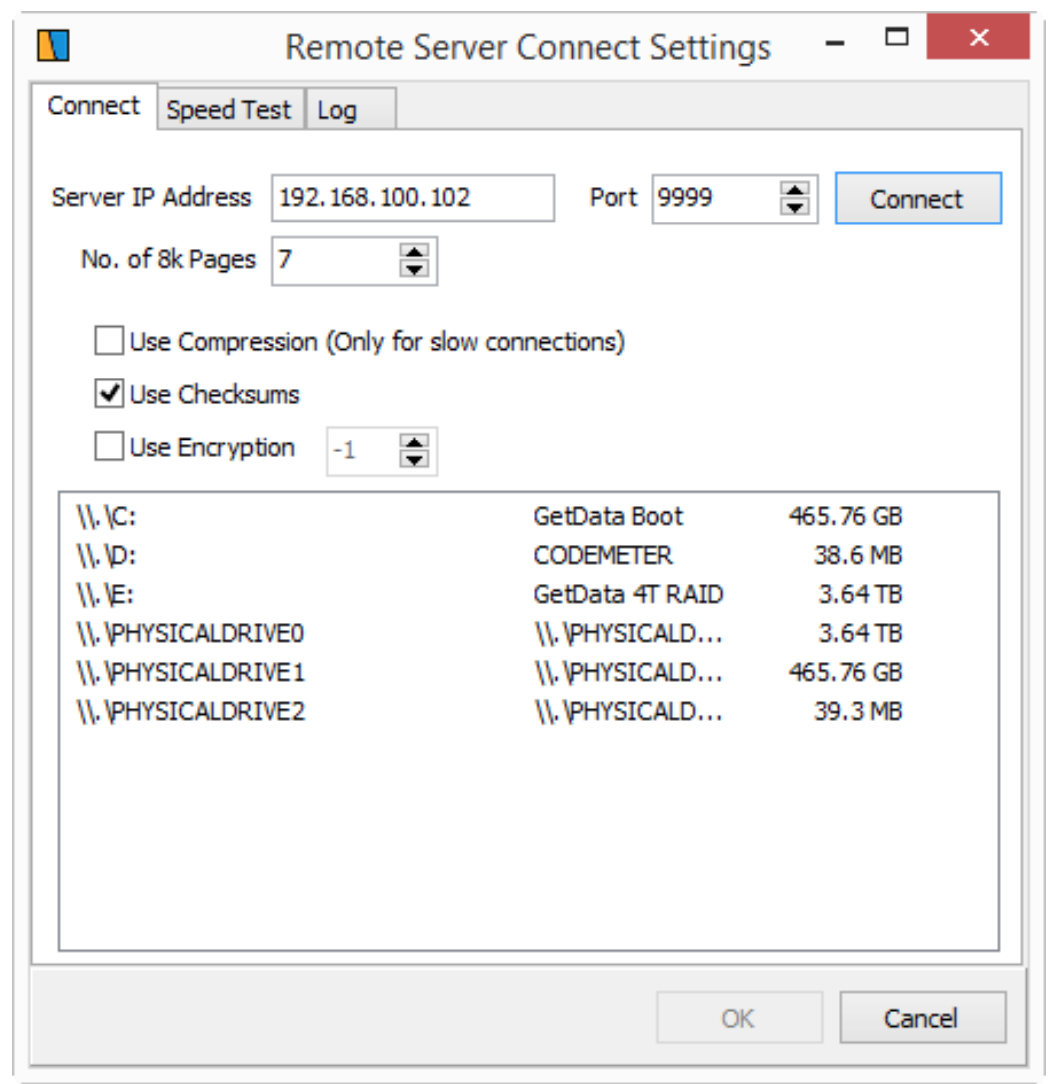 Remote Server Connect Settings
Connect Speed Test Log
Server IP Address 192.168.100.102 Port 9999 Connect
No. of 8k Pages 7
Use Compression (Only for slow connections)
Use Checksums
Use Encryption -1
\\.\C: GetData Boot 465.76 GB
\\.\D: CODEMETER 38.6 MB
\\.\E: GetData 4T RAID 3.64 TB
\\.\PHYSICALDRIVE0 \\.\PHYSICALD... 3.64 TB
\\.\PHYSICALDRIVE1 \\.\PHYSICALD... 465.76 GB
\\.\PHYSICALDRIVE2 \\.\PHYSICALD... 39.3 MB
OK Cancel